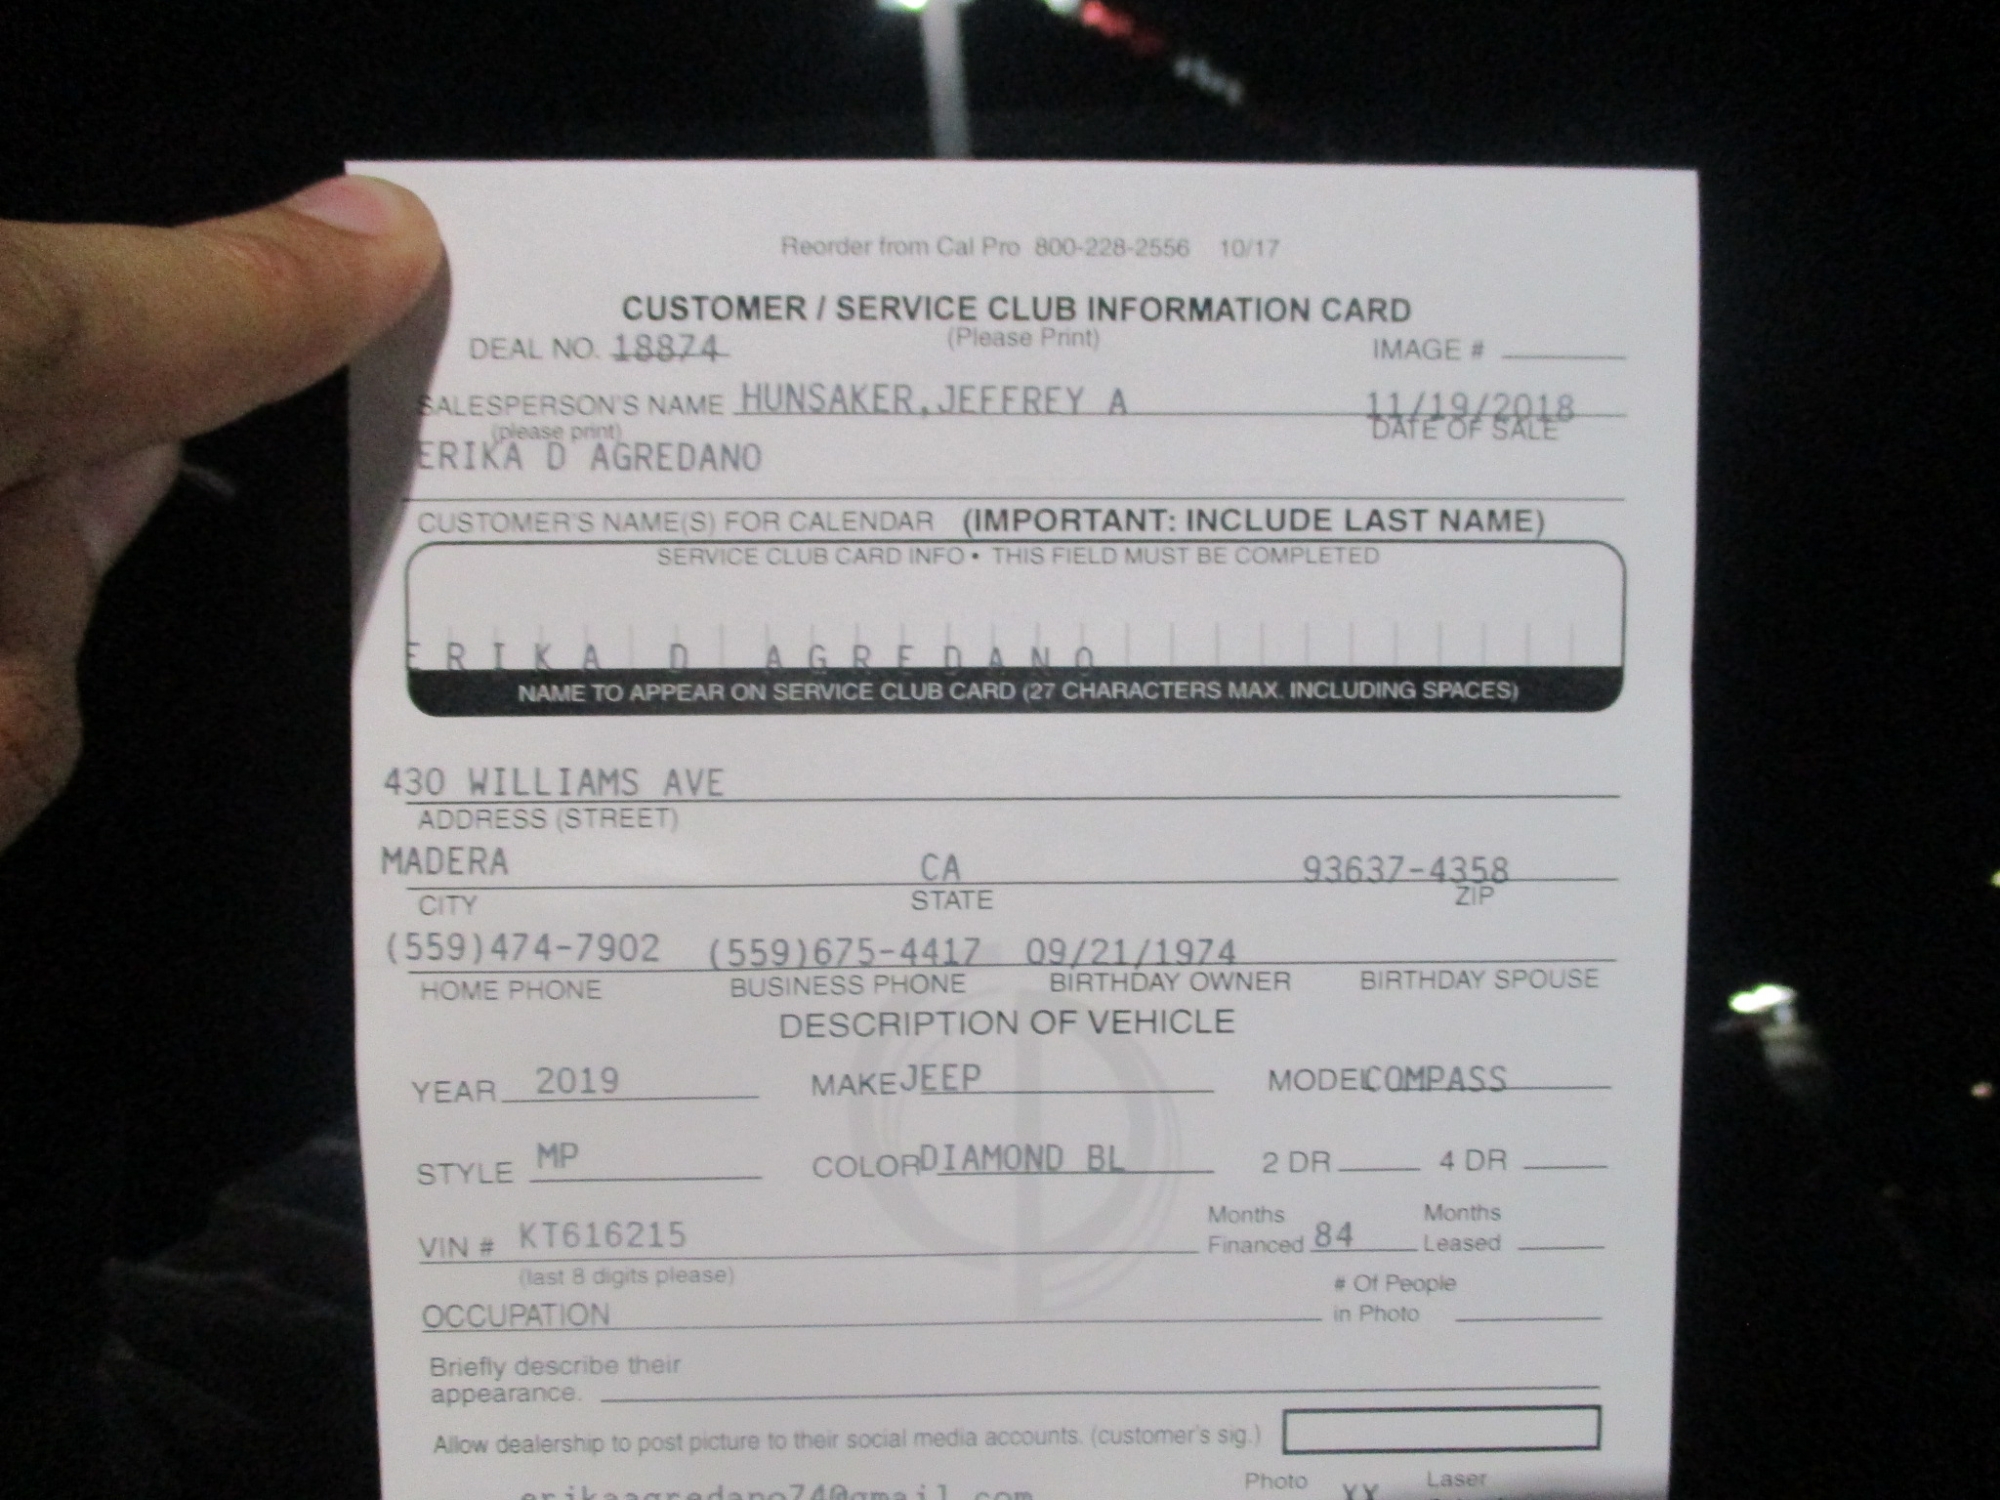 Reorder from Cal Pro 800-228-2556 10/17
CUSTOMER / SERVICE CLUB INFORMATION CARD
(Please Print)
DEAL NO. 18874 IMAGE #
SALESPERSON'S NAME HUNSAKER,JEFFREY A 11/19/2018
(please print) DATE OF SALE
ERIKA D AGREDANO
CUSTOMER'S NAME(S) FOR CALENDAR (IMPORTANT: INCLUDE LAST NAME)
SERVICE CLUB CARD INFO • THIS FIELD MUST BE COMPLETED
ERIKA D AGREDANO
NAME TO APPEAR ON SERVICE CLUB CARD (27 CHARACTERS MAX. INCLUDING SPACES)
430 WILLIAMS AVE
ADDRESS (STREET)
MADERA CA 93637-4358
CITY STATE ZIP
(559)474-7902 (559)675-4417 09/21/1974
HOME PHONE BUSINESS PHONE BIRTHDAY OWNER BIRTHDAY SPOUSE
DESCRIPTION OF VEHICLE
YEAR 2019 MAKE JEEP MODEL COMPASS
STYLE MP COLOR DIAMOND BL 2 DR 4 DR
VIN # KT616215 Months Financed 84 Months Leased
(last 8 digits please)
OCCUPATION # Of People in Photo
Briefly describe their
appearance.
Allow dealership to post picture to their social media accounts. (customer's sig.)
erikaagredano74@gmail.com Photo XX Laser